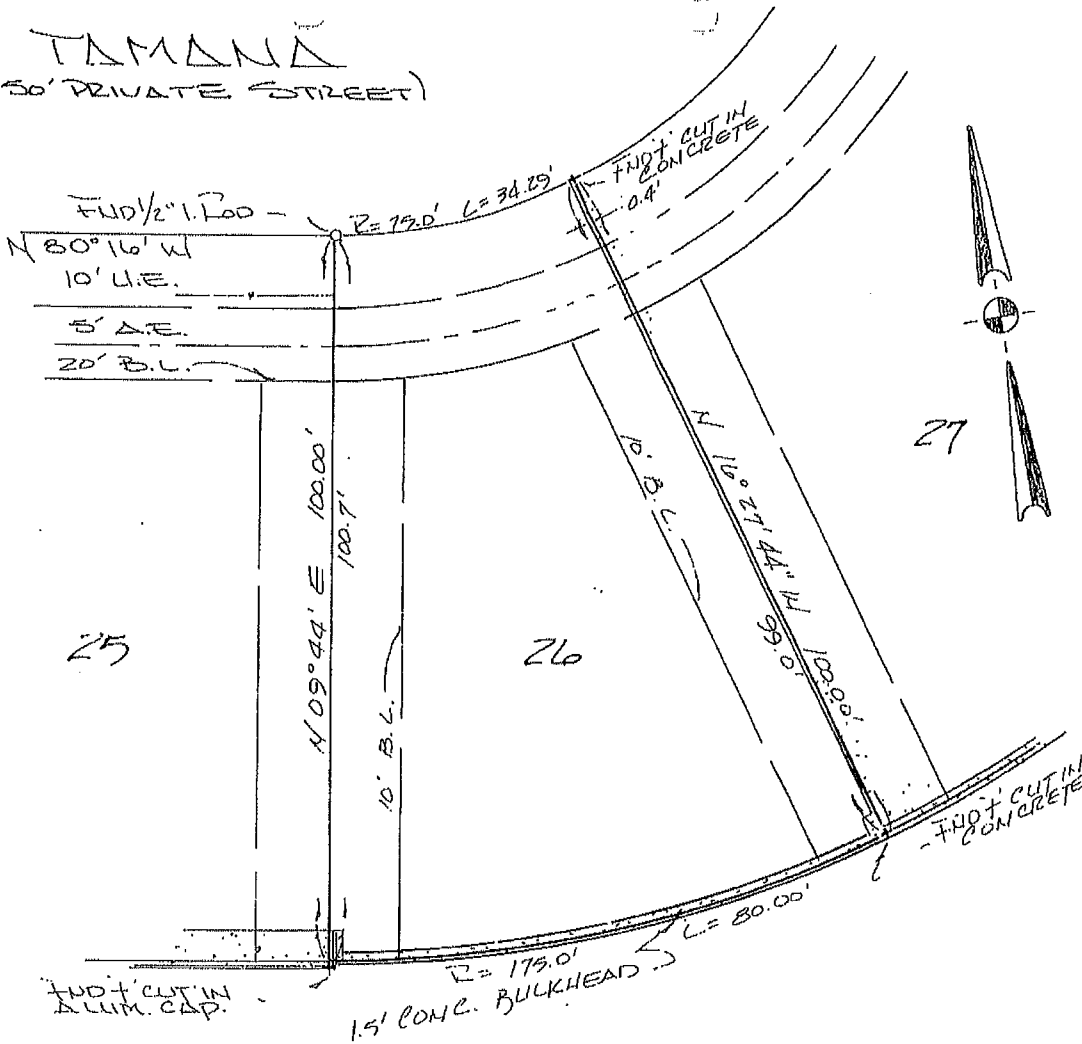 TAMANA
50' PRIVATE STREET)
FND 1/2" I. ROD
R= 75.0' L= 34.29'
FND '+' CUT IN
CONCRETE
0.4'
N 80°16' W
10' U.E.
5' A.E.
20' B.L.
N 09°44' E 100.00'
100.7'
10' B.L.
10' B.L.
N 16°27'44" W 100.00'
99.0'
25
26
27
FND '+' CUT IN
CONCRETE
L= 80.00'
R= 175.0'
1.5' CONC. BULKHEAD
FND '+' CUT IN
ALUM. CAP.